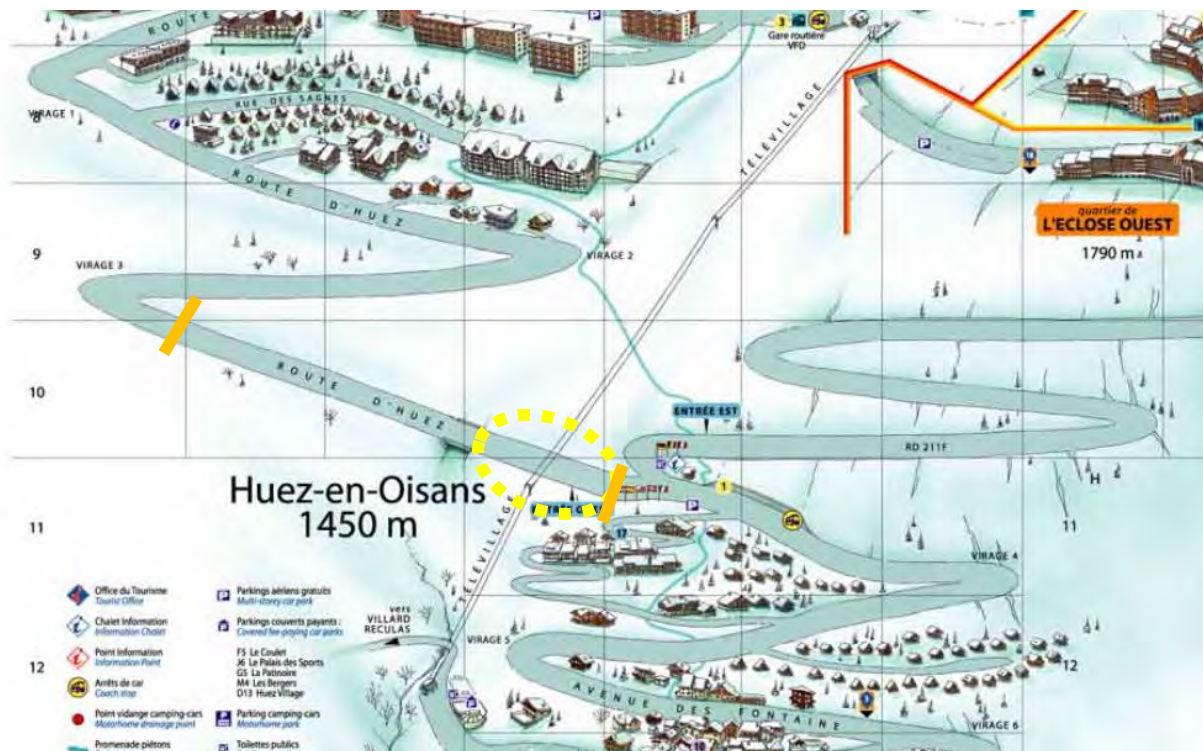 ROUTE
3
P
Gare routière
VFD
VIRAGE 1
8
RUE DES SAGNES
TÉLÉVILLAGE
P
ROUTE D'HUEZ
quartier de
L'ECLOSE OUEST
1790 m
9
VIRAGE 3
VIRAGE 2
10
ROUTE D'HUEZ
ENTRÉE EST
RD 211F
H
Huez-en-Oisans
1450 m
1
P
11
11
17
TÉLÉVILLAGE
VIRAGE 4
Office du Tourisme
Tourist Office
Chalet Information
Information Chalet
Point Information
Information Point
Arrêts de car
Coach stop
Point vidange camping-cars
Motorhome drainage point
Promenade piétons
Parkings aériens gratuits
Multi-storey car park
Parkings couverts payants :
Covered fee-paying car parks
F5 Le Coulet
J6 Le Palais des Sports
G5 La Patinoire
M4 Les Bergers
D13 Huez Village
Parking camping-cars
Motorhome park
Toilettes publics
vers
VILLARD
RECULAS
VIRAGE 5
12
12
P
AVENUE DES FONTAINE
VIRAGE 6